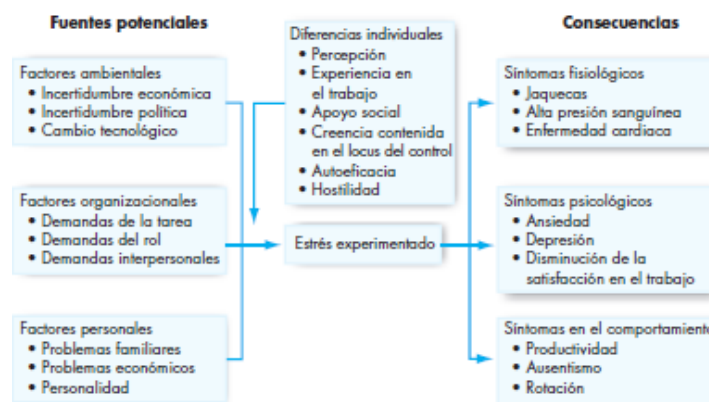 Fuentes potenciales
Factores ambientales
• Incertidumbre económica
• Incertidumbre política
• Cambio tecnológico
Factores organizacionales
• Demandas de la tarea
• Demandas del rol
• Demandas interpersonales
Factores personales
• Problemas familiares
• Problemas económicos
• Personalidad
Diferencias individuales
• Percepción
• Experiencia en
el trabajo
• Apoyo social
• Creencia contenida
en el locus del control
• Autoeficacia
• Hostilidad
Estrés experimentado
Consecuencias
Síntomas fisiológicos
• Jaquecas
• Alta presión sanguínea
• Enfermedad cardiaca
Síntomas psicológicos
• Ansiedad
• Depresión
• Disminución de la
satisfacción en el trabajo
Síntomas en el comportamiento
• Productividad
• Ausentismo
• Rotación